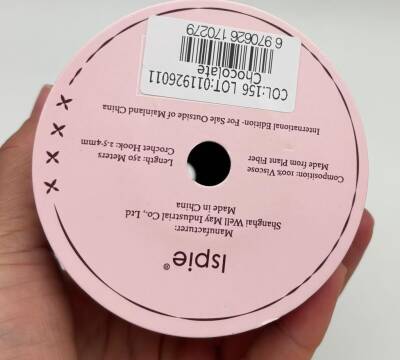 Ispie®
Manufacturer:
Shanghai Well May Industrial Co., Ltd
Made in China
Composition: 100% Viscose
Made from Plant Fiber
Length: 250 Meters
Crochet Hook: 2.5-4mm
International Edition- For Sale Outside of Mainland China
Chocolate
COL:156 LOT:011926011
6 970626 170279